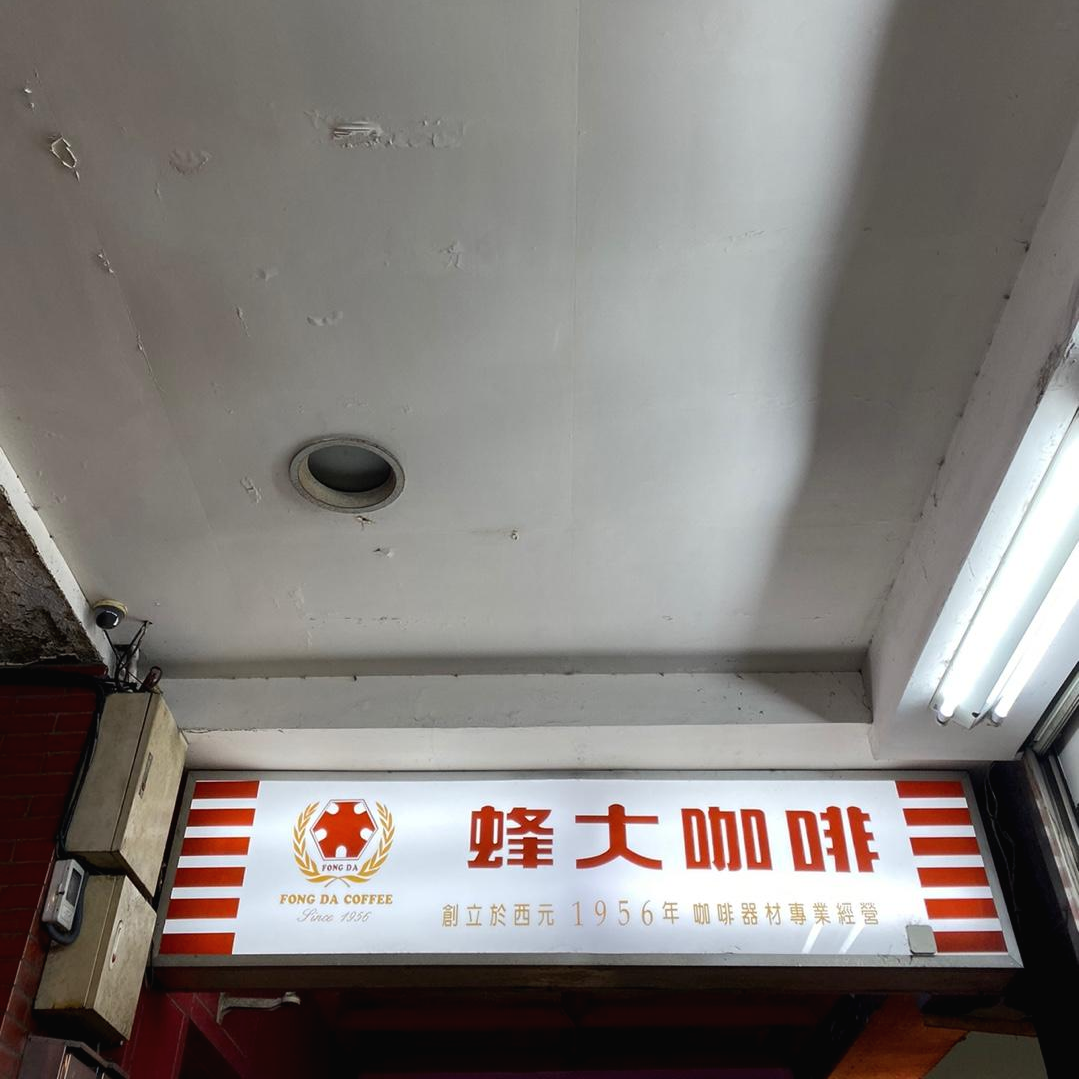 FONG DA
FONG DA COFFEE
Since 1956
蜂大咖啡
創立於西元 1956年 咖啡器材專業經營